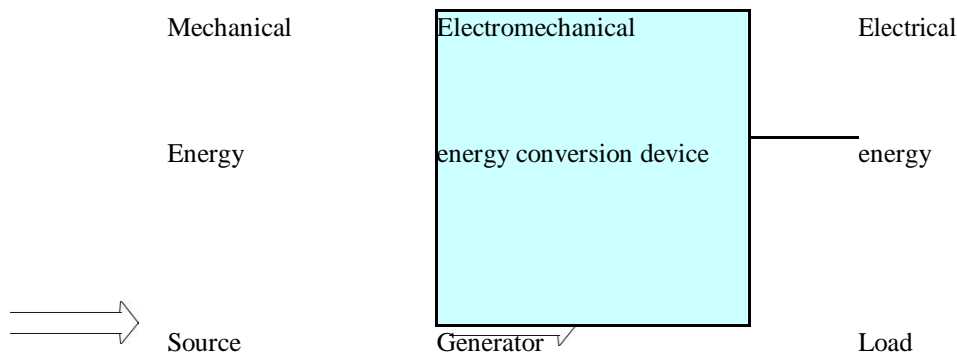 Mechanical Electromechanical Electrical
Energy energy conversion device energy
Source Generator Load